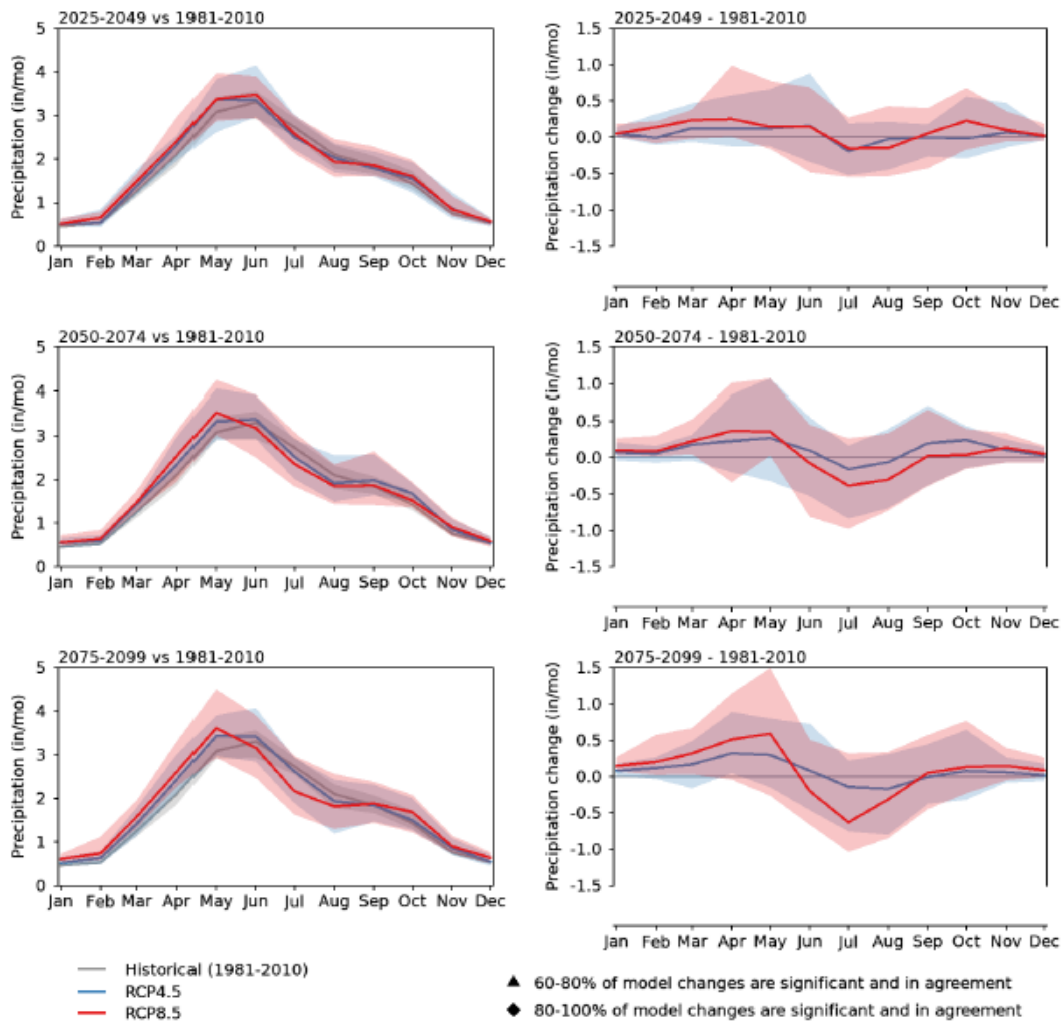 2025-2049 vs 1981-2010
Precipitation (in/mo)
5
4
3
2
1
0
Jan Feb Mar Apr May Jun Jul Aug Sep Oct Nov Dec
2025-2049 - 1981-2010
Precipitation change (in/mo)
1.5
1.0
0.5
0.0
-0.5
-1.0
-1.5
Jan Feb Mar Apr May Jun Jul Aug Sep Oct Nov Dec
2050-2074 vs 1981-2010
Precipitation (in/mo)
5
4
3
2
1
0
Jan Feb Mar Apr May Jun Jul Aug Sep Oct Nov Dec
2050-2074 - 1981-2010
Precipitation change (in/mo)
1.5
1.0
0.5
0.0
-0.5
-1.0
-1.5
Jan Feb Mar Apr May Jun Jul Aug Sep Oct Nov Dec
2075-2099 vs 1981-2010
Precipitation (in/mo)
5
4
3
2
1
0
Jan Feb Mar Apr May Jun Jul Aug Sep Oct Nov Dec
2075-2099 - 1981-2010
Precipitation change (in/mo)
1.5
1.0
0.5
0.0
-0.5
-1.0
-1.5
Jan Feb Mar Apr May Jun Jul Aug Sep Oct Nov Dec
Historical (1981-2010)
RCP4.5
RCP8.5
60-80% of model changes are significant and in agreement
80-100% of model changes are significant and in agreement